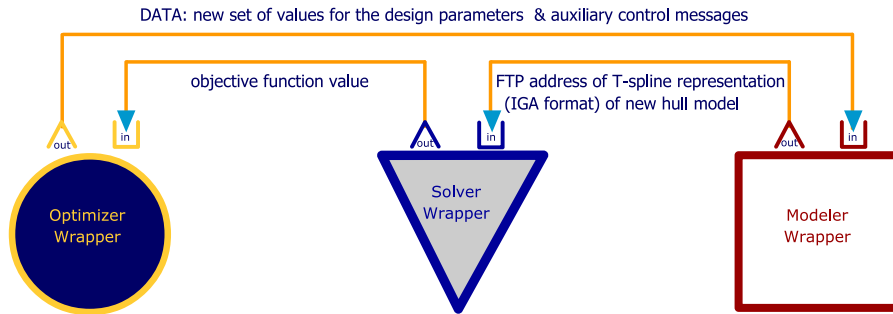 DATA: new set of values for the design parameters & auxiliary control messages
objective function value
FTP address of T-spline representation
(IGA format) of new hull model
out
in
out
in
out
in
Optimizer
Wrapper
Solver
Wrapper
Modeler
Wrapper